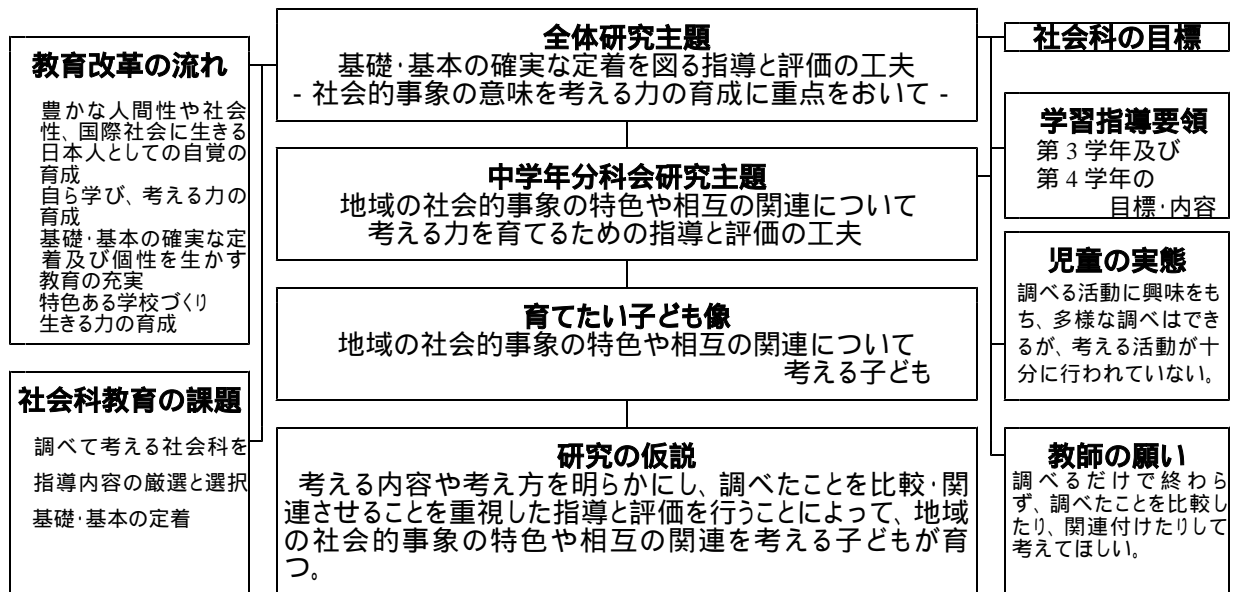 教育改革の流れ
豊かな人間性や社会
性、国際社会に生きる
日本人としての自覚の
育成
自ら学び、考える力の
育成
基礎・基本の確実な定
着及び個性を生かす
教育の充実
特色ある学校づくり
生きる力の育成
社会科教育の課題
調べて考える社会科を
指導内容の厳選と選択
基礎・基本の定着
全体研究主題
基礎・基本の確実な定着を図る指導と評価の工夫
- 社会的事象の意味を考える力の育成に重点をおいて -
中学年分科会研究主題
地域の社会的事象の特色や相互の関連について
考える力を育てるための指導と評価の工夫
育てたい子ども像
地域の社会的事象の特色や相互の関連について
考える子ども
研究の仮説
考える内容や考え方を明らかにし、調べたことを比較・関
連させることを重視した指導と評価を行うことによって、地域
の社会的事象の特色や相互の関連を考える子どもが育
つ。
社会科の目標
学習指導要領
第3学年及び
第4学年の
目標・内容
児童の実態
調べる活動に興味をも
ち、多様な調べはでき
るが、考える活動が十
分に行われていない。
教師の願い
調べるだけで終わら
ず、調べたことを比較し
たり、関連付けたりして
考えてほしい。